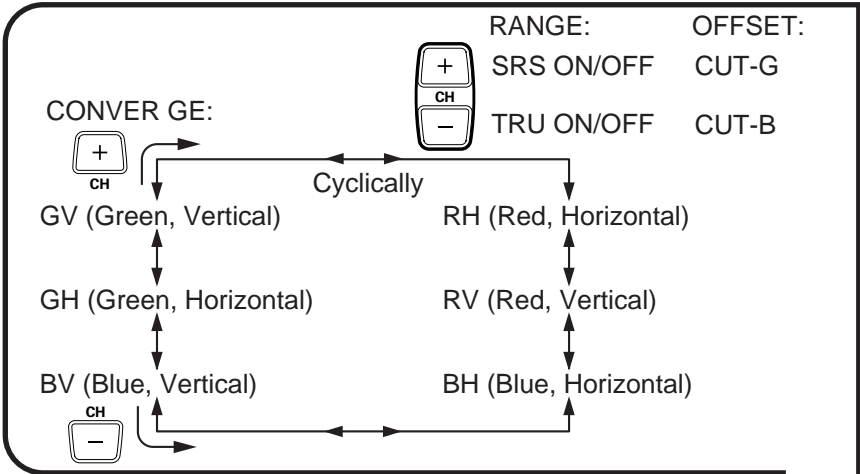 RANGE: OFFSET:
+ SRS ON/OFF CUT-G
CH
− TRU ON/OFF CUT-B
CONVER GE:
+
CH
Cyclically
GV (Green, Vertical) RH (Red, Horizontal)
GH (Green, Horizontal) RV (Red, Vertical)
BV (Blue, Vertical) BH (Blue, Horizontal)
CH
−